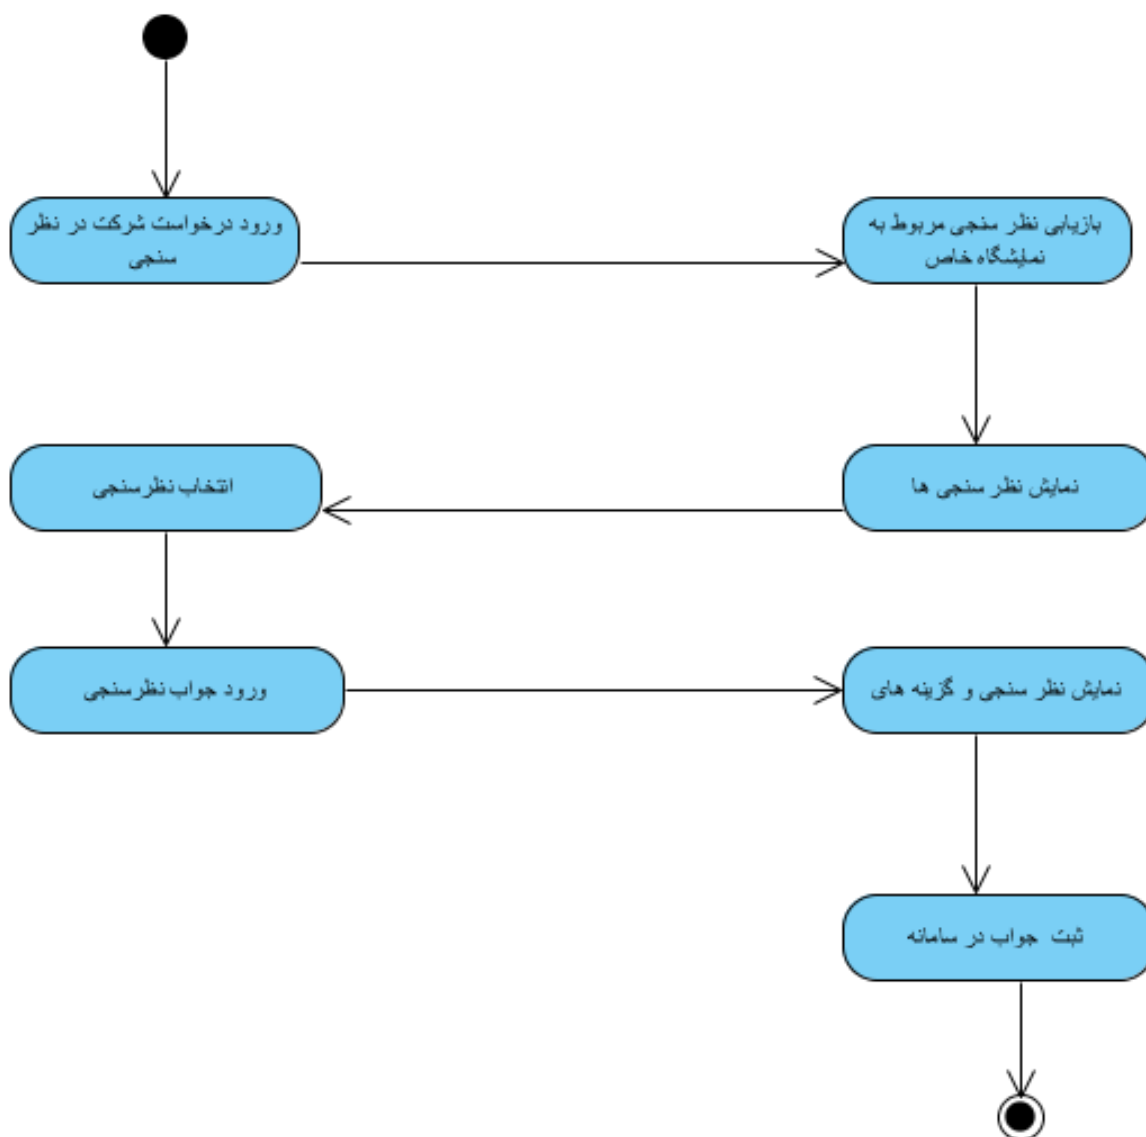 ورود درخواست شرکت در نظر
سنجی
بازیابی نظر سنجی مربوط به
نمایشگاه خاص
نمایش نظر سنجی ها
انتخاب نظرسنجی
ورود جواب نظرسنجی
نمایش نظر سنجی و گزینه های
ثبت جواب در سامانه